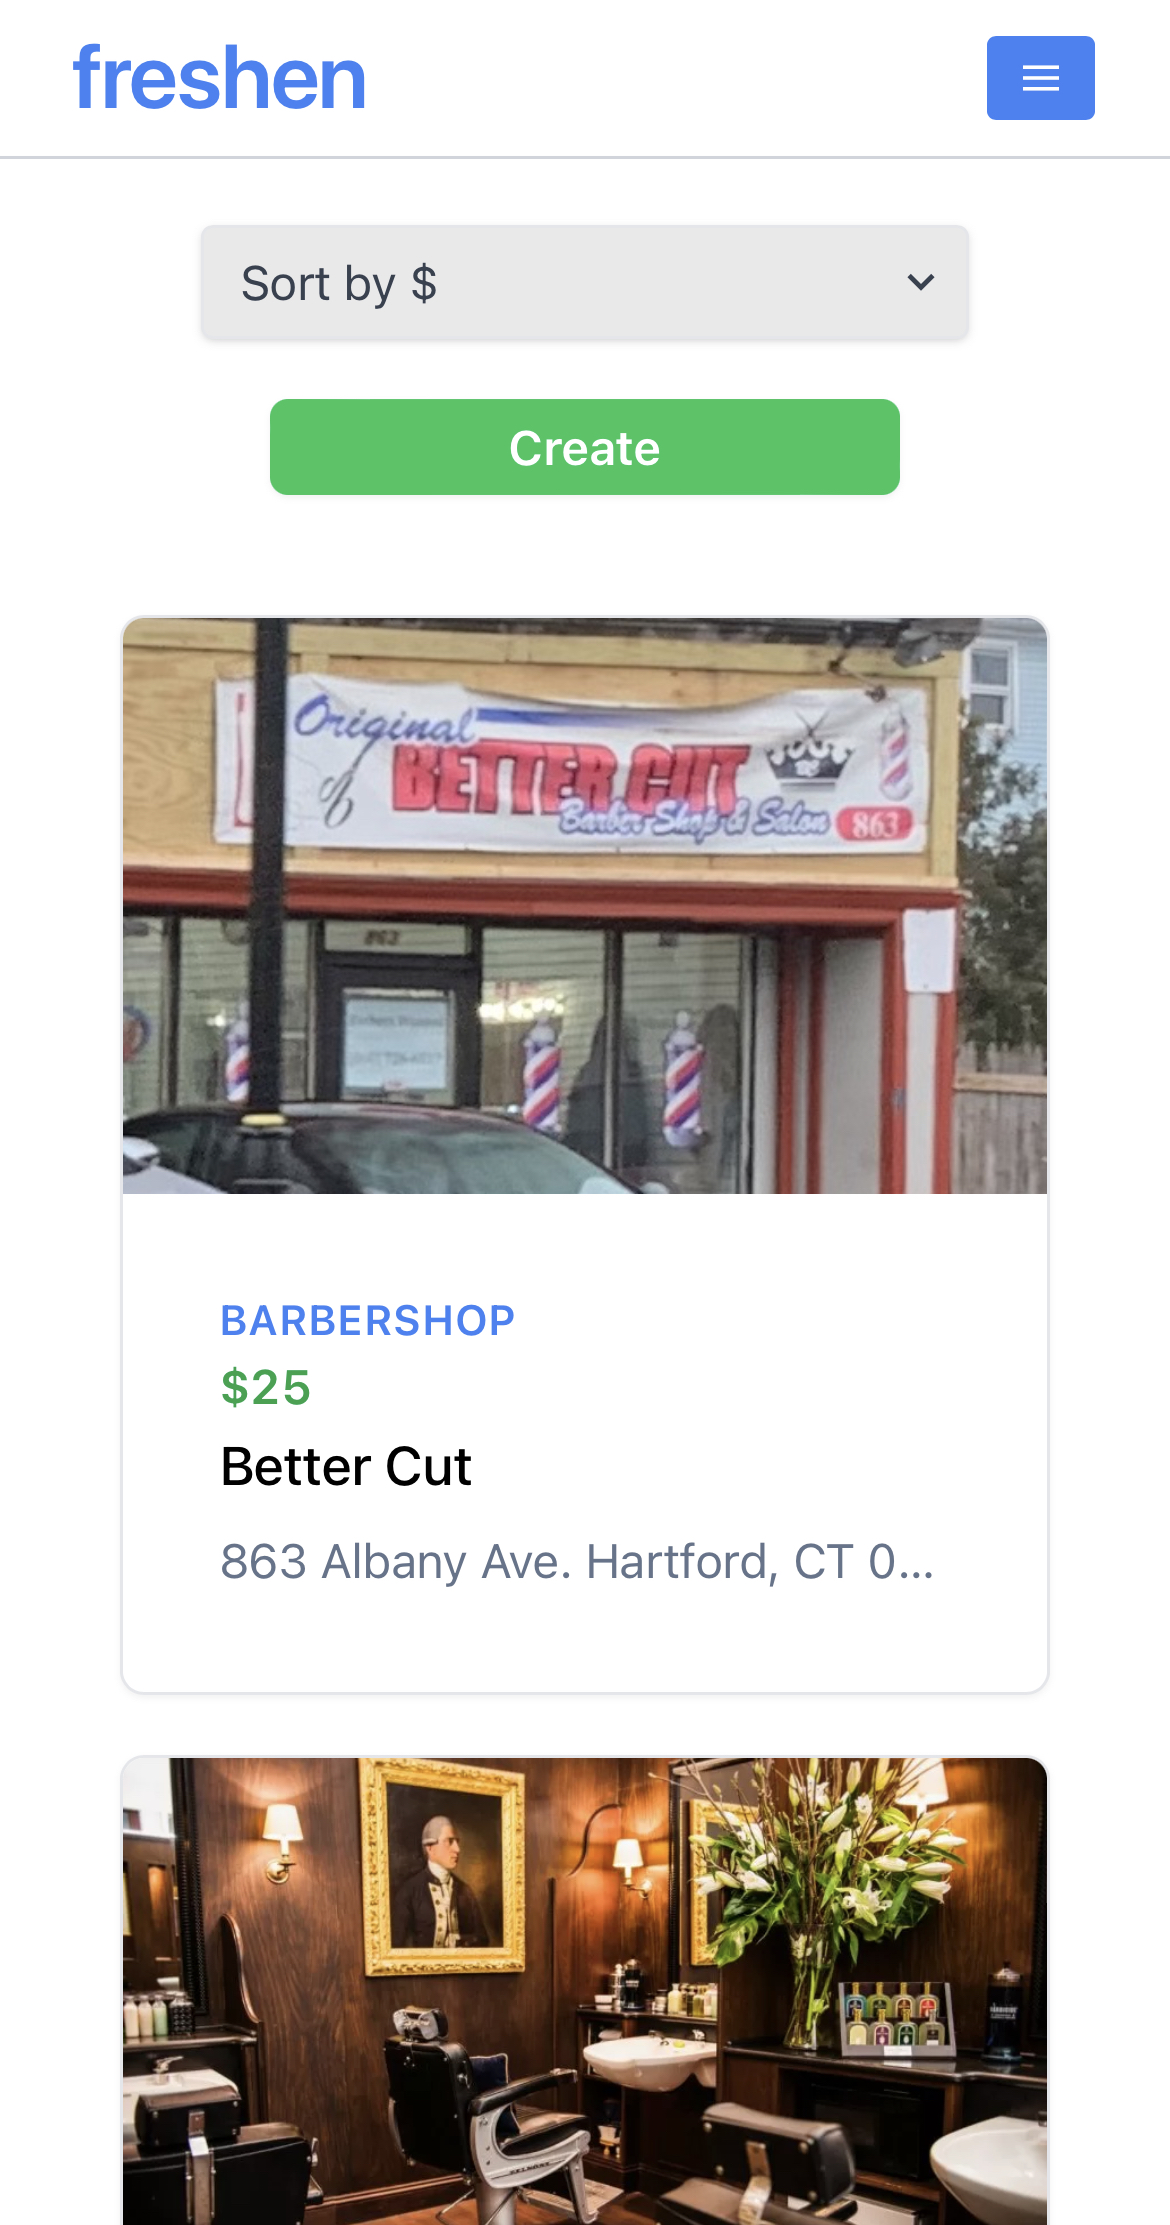 freshen
Sort by $
Create
Original
BETTER CUT
Barber Shop & Salon 863
863
BARBERSHOP
$25
Better Cut
863 Albany Ave. Hartford, CT 0...